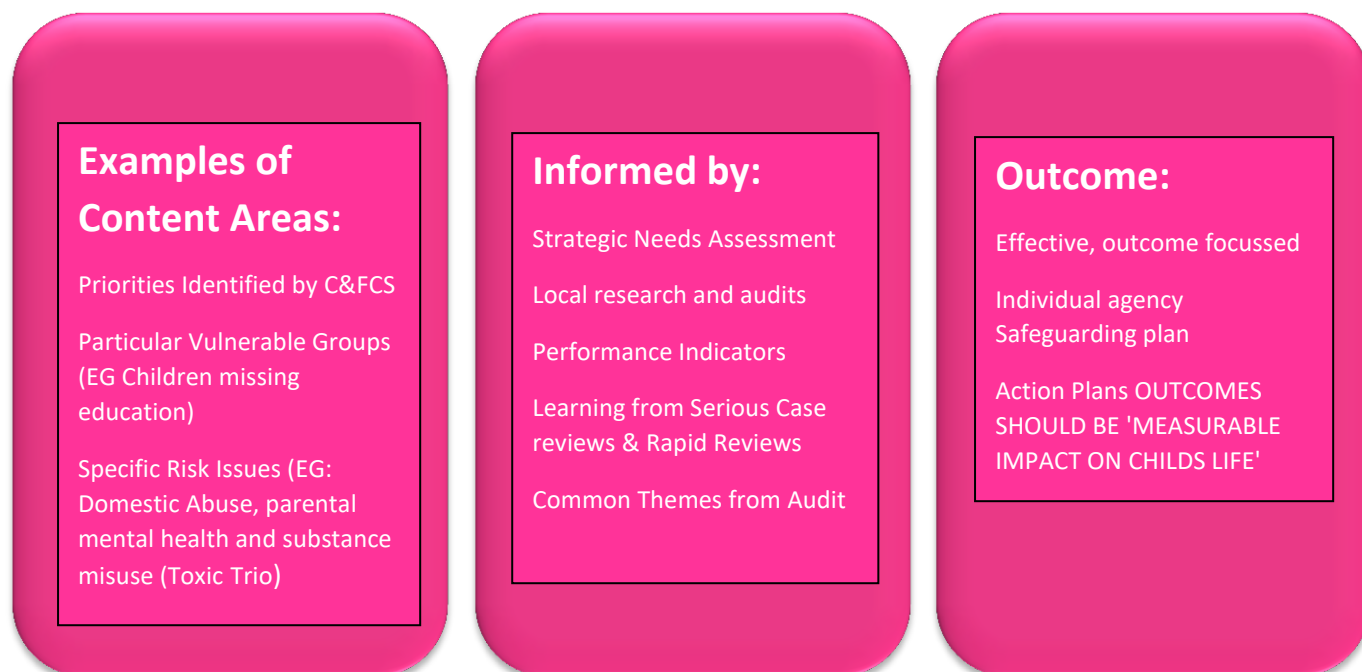 Examples of
Content Areas:
Priorities Identified by C&FCS
Particular Vulnerable Groups
(EG Children missing
education)
Specific Risk Issues (EG:
Domestic Abuse, parental
mental health and substance
misuse (Toxic Trio)
Informed by:
Strategic Needs Assessment
Local research and audits
Performance Indicators
Learning from Serious Case
reviews & Rapid Reviews
Common Themes from Audit
Outcome:
Effective, outcome focussed
Individual agency
Safeguarding plan
Action Plans OUTCOMES
SHOULD BE 'MEASURABLE
IMPACT ON CHILDS LIFE'